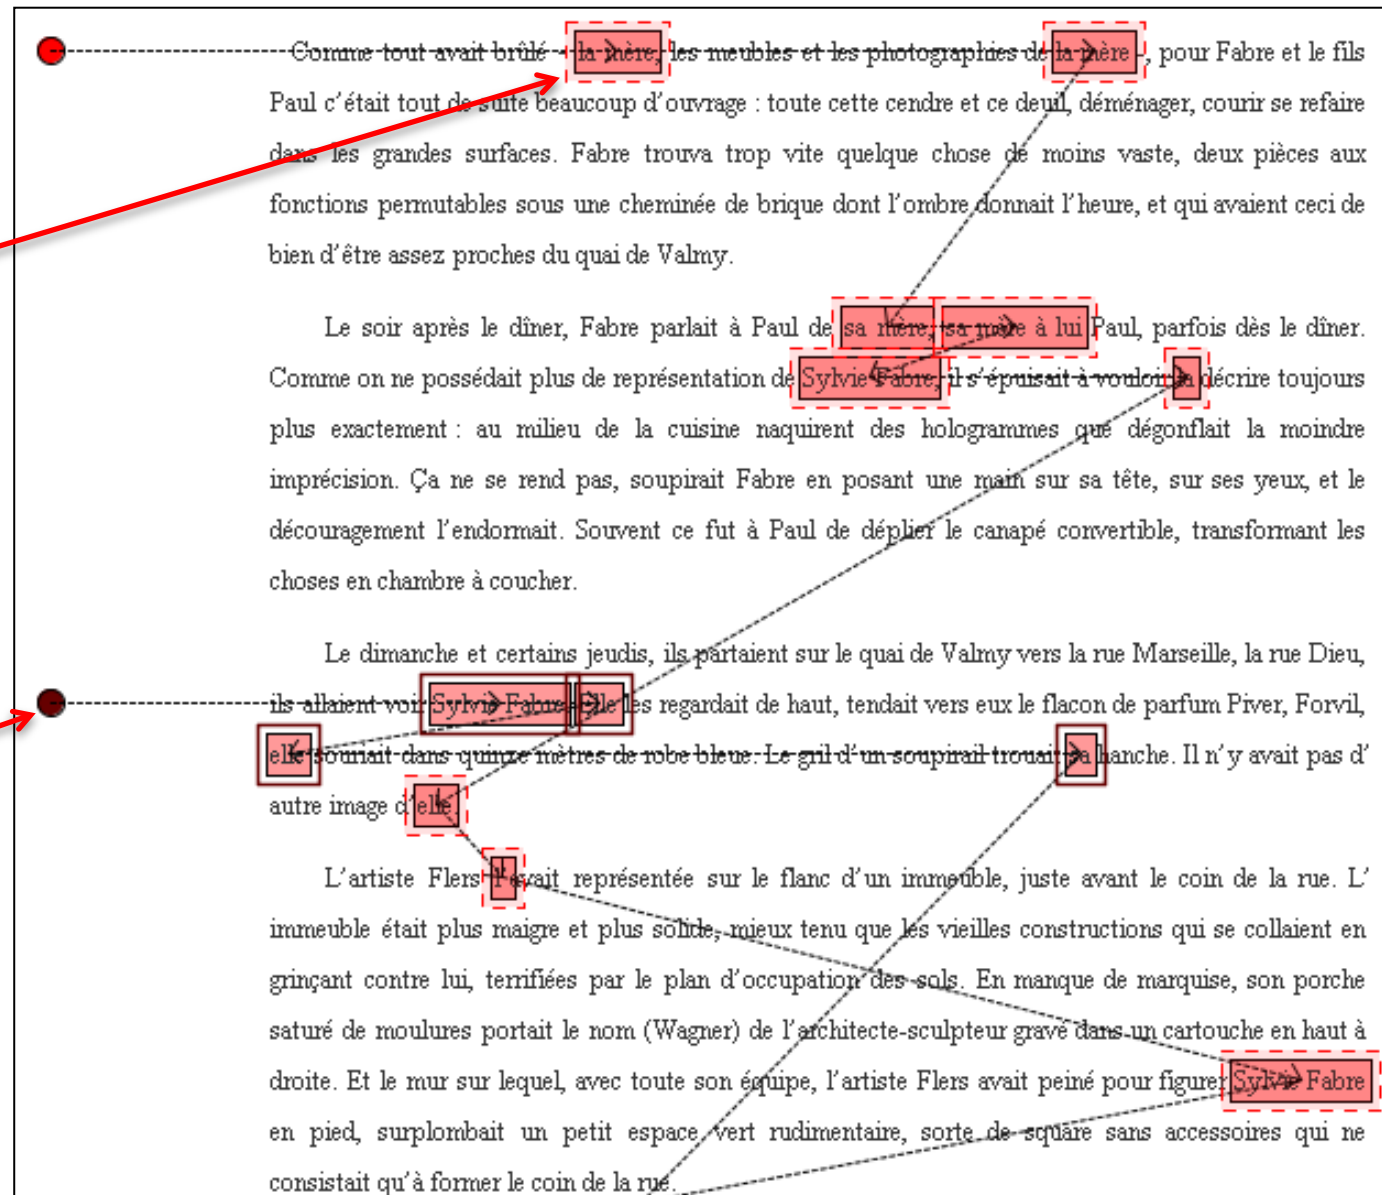 Comme tout avait brûlé - la mère, les meubles et les photographies de la mère -, pour Fabre et le fils
Paul c'était tout de suite beaucoup d'ouvrage : toute cette cendre et ce deuil, déménager, courir se refaire
dans les grandes surfaces. Fabre trouva trop vite quelque chose de moins vaste, deux pièces aux
fonctions permutables sous une cheminée de brique dont l'ombre donnait l'heure, et qui avaient ceci de
bien d'être assez proches du quai de Valmy.
Le soir après le dîner, Fabre parlait à Paul de sa mère, sa mère à lui Paul, parfois dès le dîner.
Comme on ne possédait plus de représentation de Sylvie Fabre, il s'épuisait à vouloir la décrire toujours
plus exactement : au milieu de la cuisine naquirent des hologrammes que dégonflait la moindre
imprécision. Ça ne se rend pas, soupirait Fabre en posant une main sur sa tête, sur ses yeux, et le
découragement l'endormait. Souvent ce fut à Paul de déplier le canapé convertible, transformant les
choses en chambre à coucher.
Le dimanche et certains jeudis, ils partaient sur le quai de Valmy vers la rue Marseille, la rue Dieu,
ils allaient voir Sylvie Fabre. Elle les regardait de haut, tendait vers eux le flacon de parfum Piver, Forvil,
elle souriait dans quinze mètres de robe bleue. Le gril d'un soupirail trouait sa hanche. Il n'y avait pas d'
autre image d'elle.
L'artiste Flers l'avait représentée sur le flanc d'un immeuble, juste avant le coin de la rue. L'
immeuble était plus maigre et plus solide, mieux tenu que les vieilles constructions qui se collaient en
grinçant contre lui, terrifiées par le plan d'occupation des sols. En manque de marquise, son porche
saturé de moulures portait le nom (Wagner) de l'architecte-sculpteur gravé dans un cartouche en haut à
droite. Et le mur sur lequel, avec toute son équipe, l'artiste Flers avait peiné pour figurer Sylvie Fabre
en pied, surplombait un petit espace vert rudimentaire, sorte de square sans accessoires qui ne
consistait qu'à former le coin de la rue.